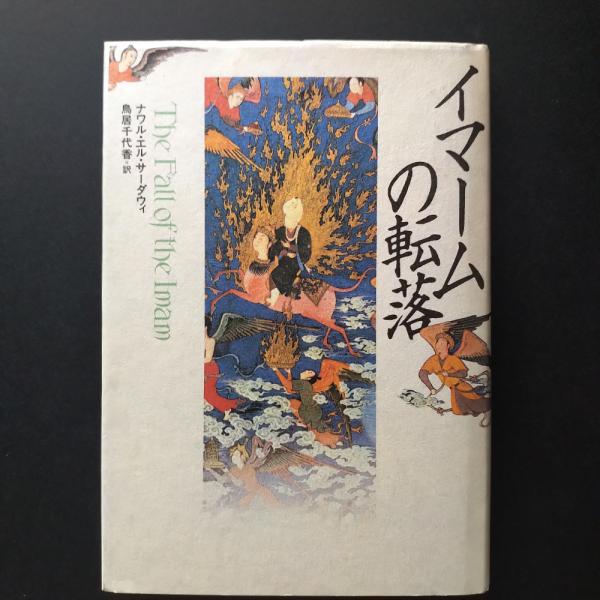 イマーム
の転落
The Fall of the Imam
ナワル・エル・サーダウィ
鳥居千代香・訳